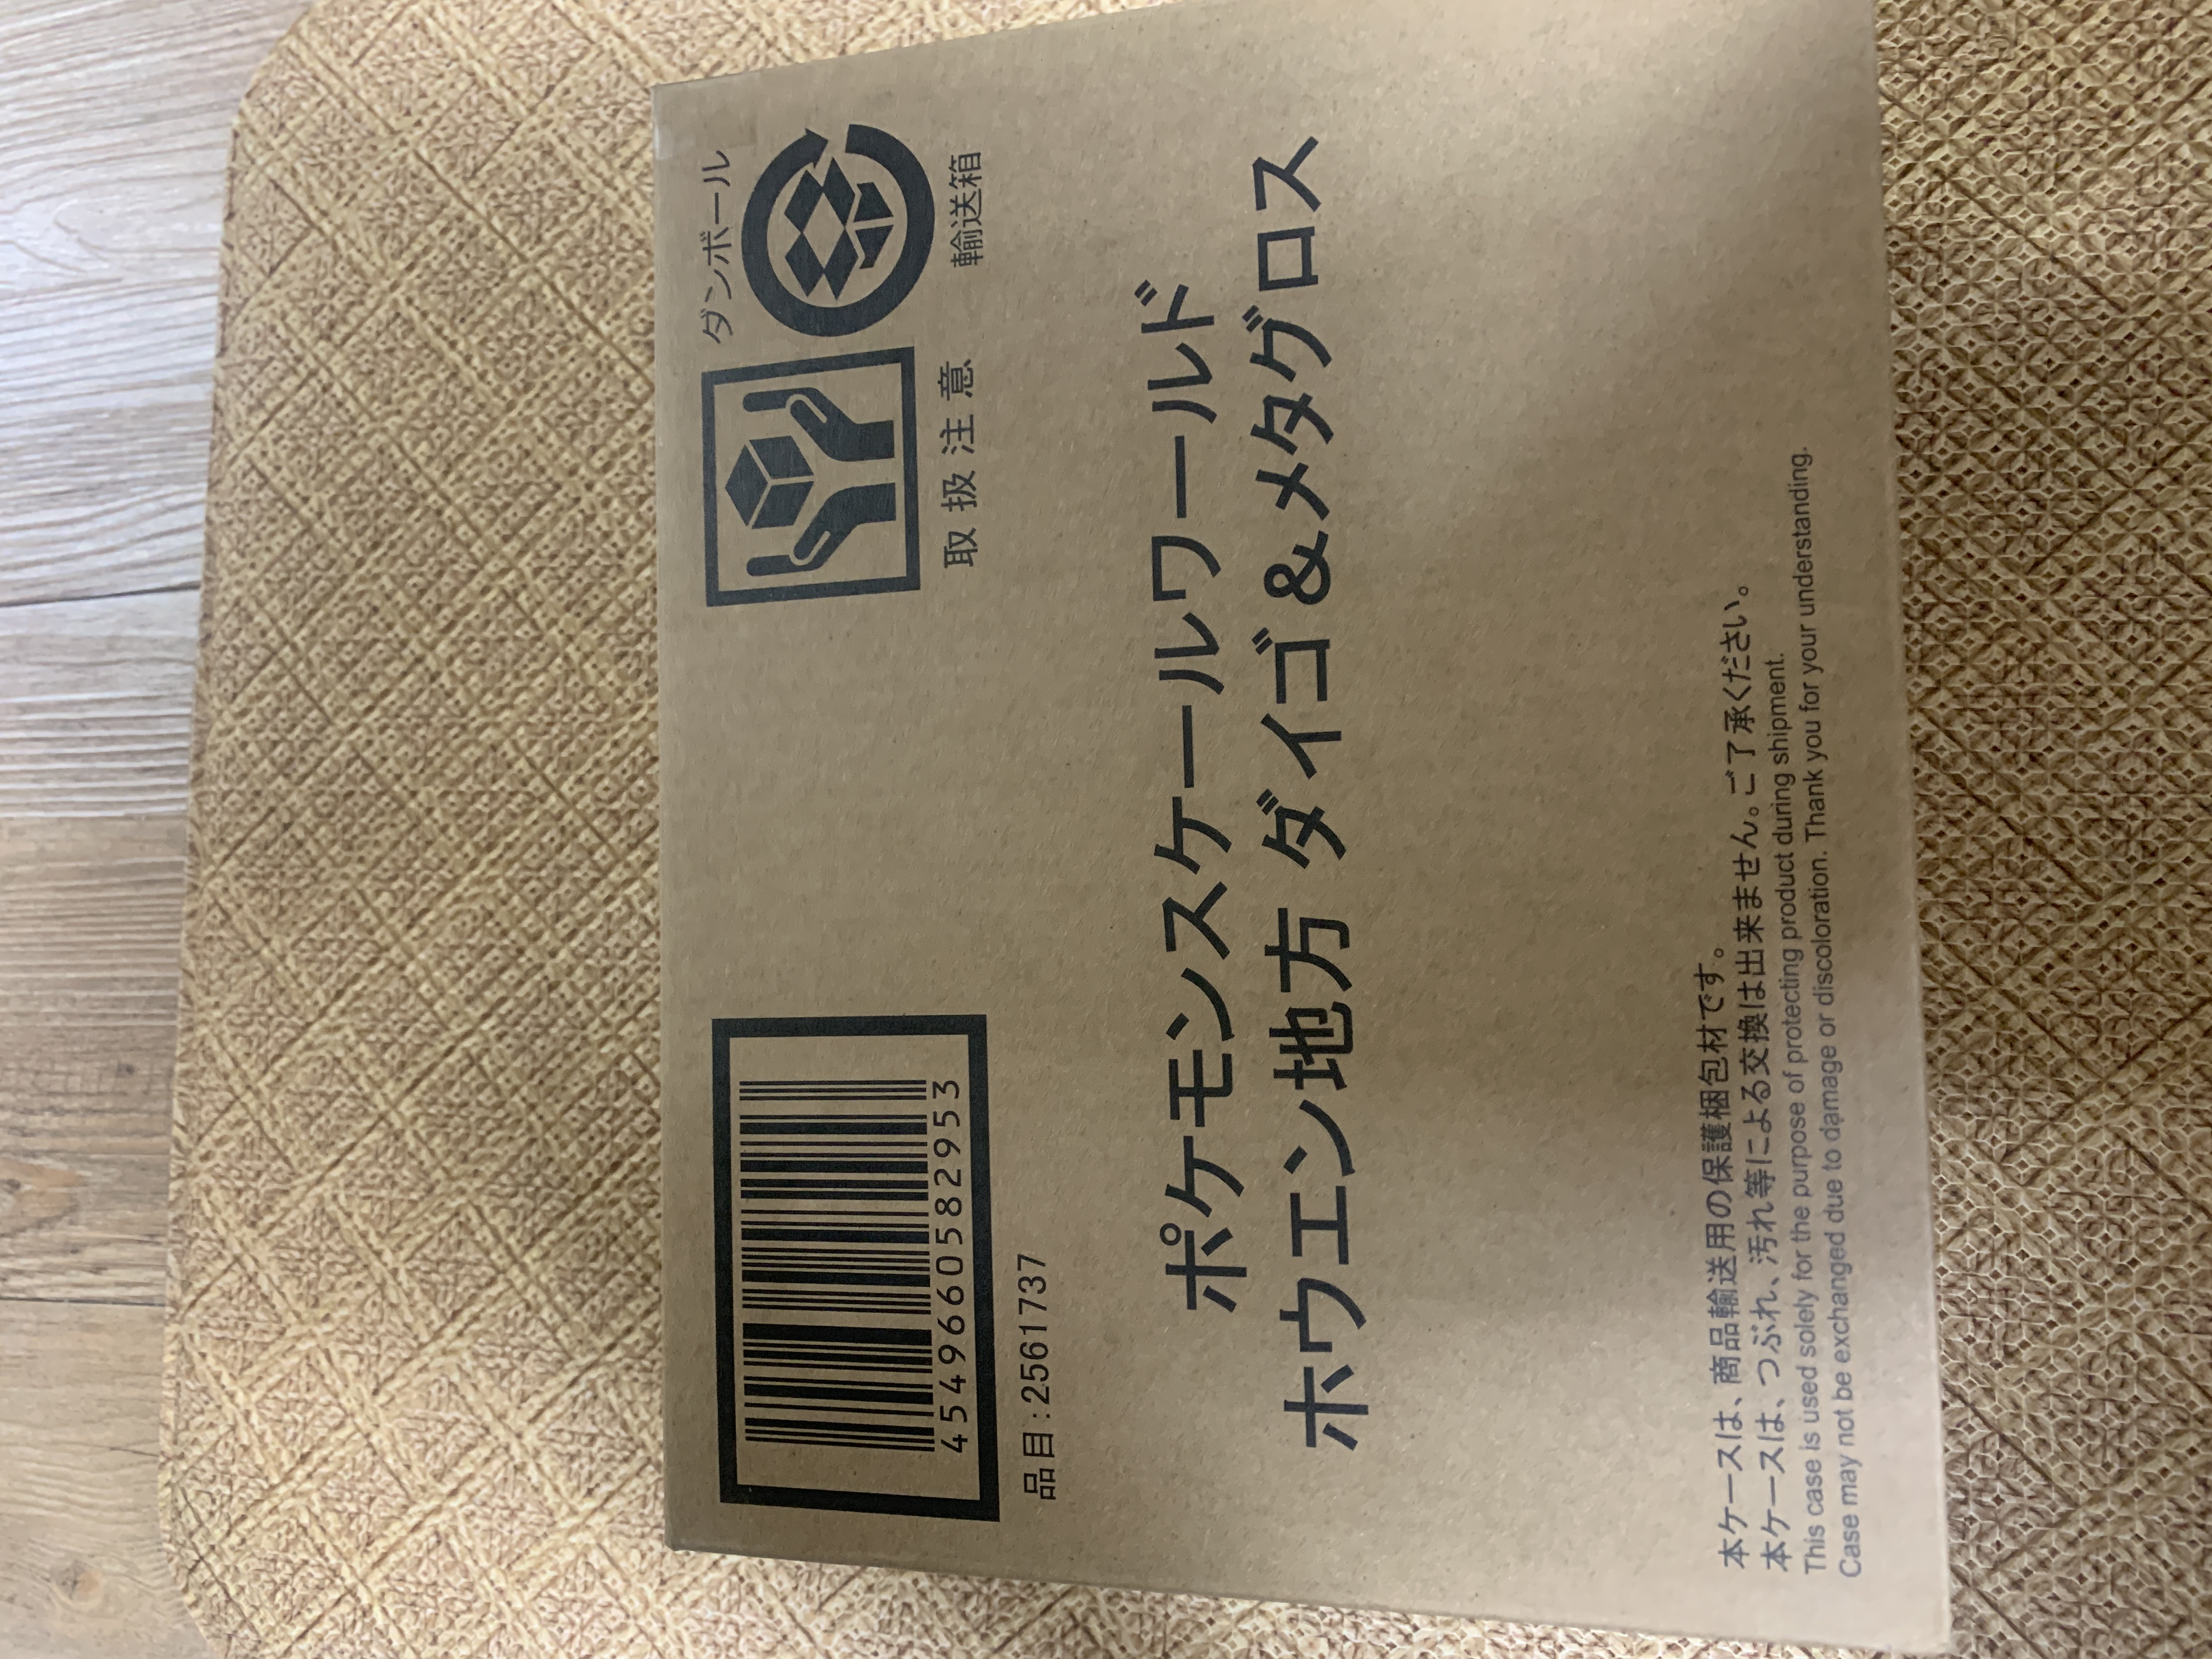 4549660582953
品目:2561737
取扱注意
ダンボール
輸送箱
ポケモンスケールワールド
ホウエン地方 ダイゴ&メタグロス
本ケースは、商品輸送用の保護梱包材です。
本ケースは、つぶれ、汚れ等による交換は出来ません。ご了承ください。
This case is used solely for the purpose of protecting product during shipment.
Case may not be exchanged due to damage or discoloration. Thank you for your understanding.